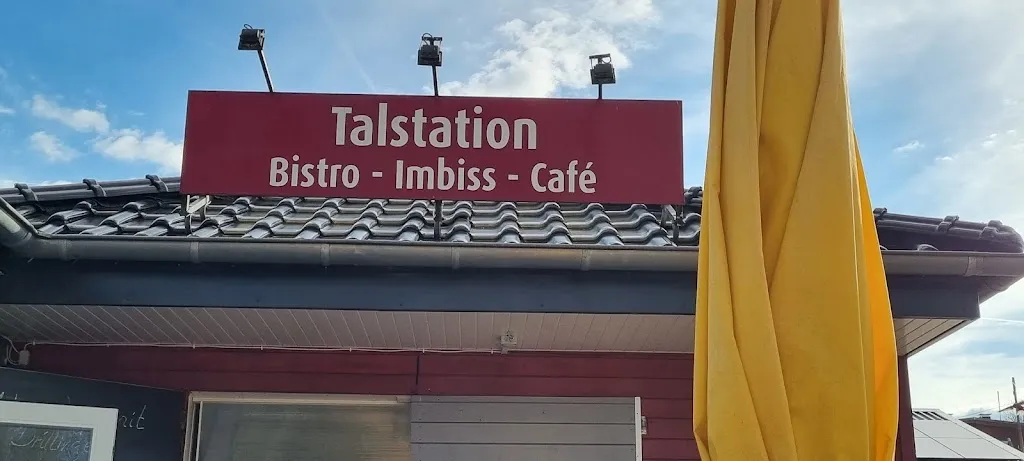 Talstation
Bistro - Imbiss - Café